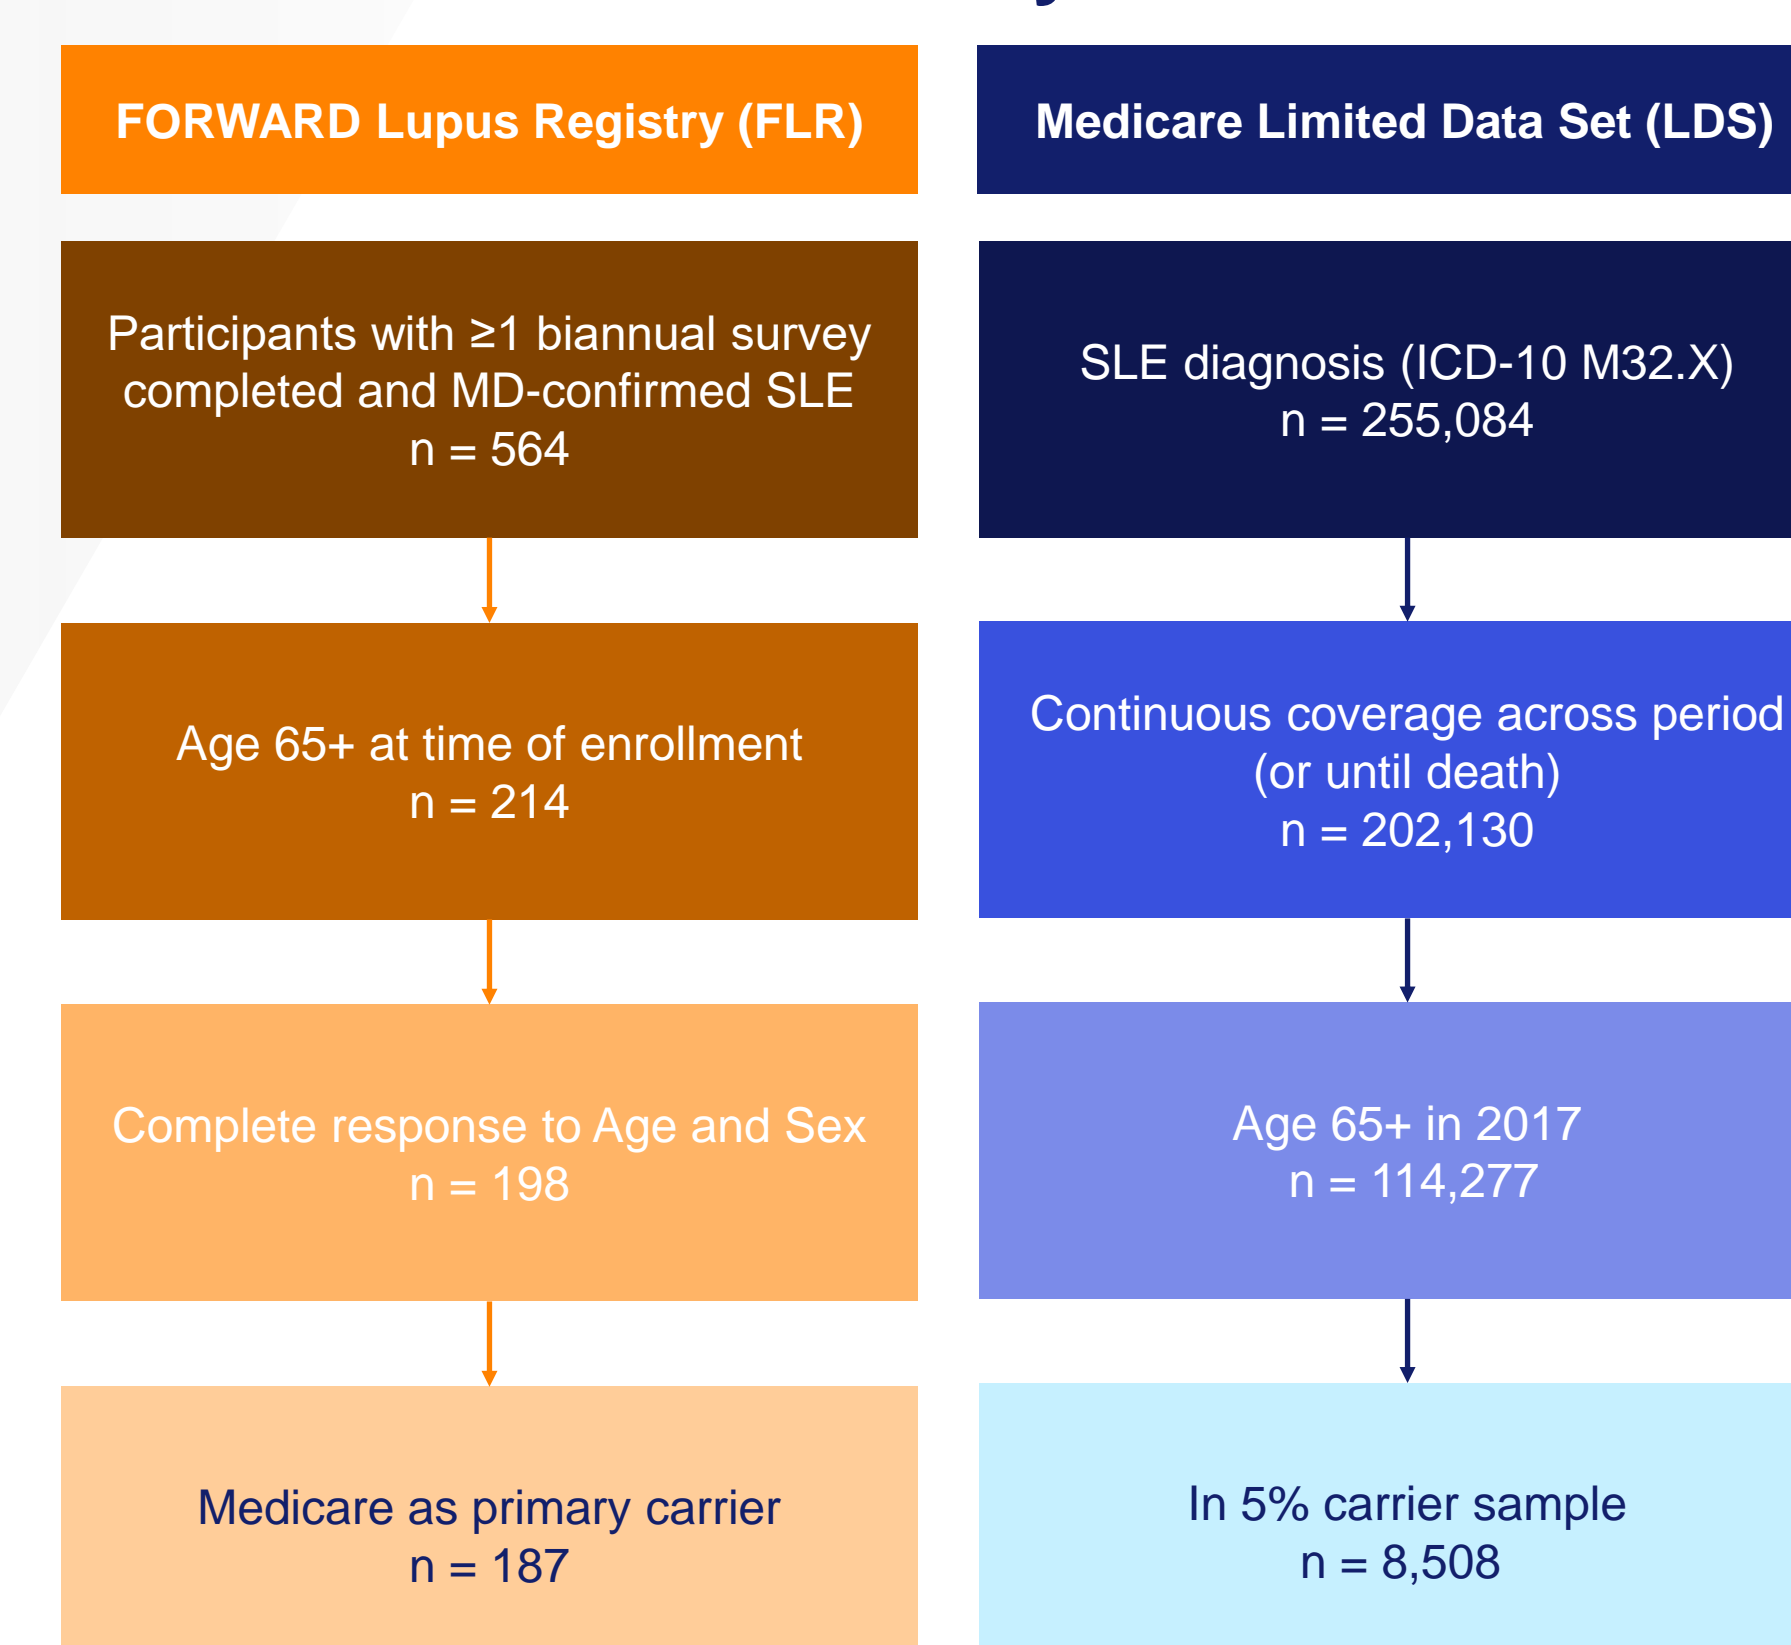 FORWARD Lupus Registry (FLR)
Participants with ≥1 biannual survey
completed and MD-confirmed SLE
n = 564
Age 65+ at time of enrollment
n = 214
Complete response to Age and Sex
n = 198
Medicare as primary carrier
n = 187
Medicare Limited Data Set (LDS)
SLE diagnosis (ICD-10 M32.X)
n = 255,084
Continuous coverage across period
(or until death)
n = 202,130
Age 65+ in 2017
n = 114,277
In 5% carrier sample
n = 8,508